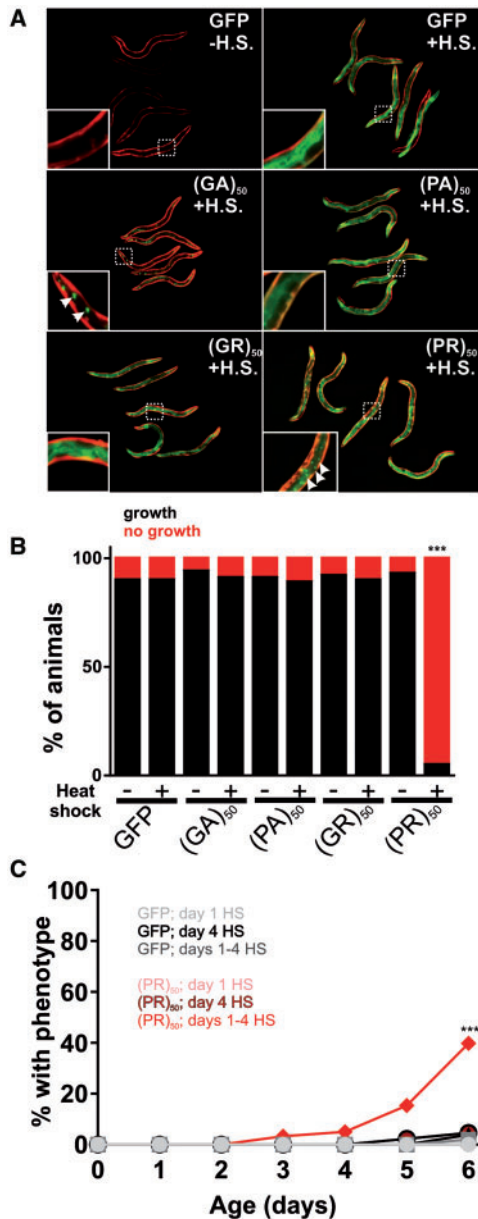 A
GFP
-H.S.
GFP
+H.S.
(GA)₅₀
+H.S.
(PA)₅₀
+H.S.
(GR)₅₀
+H.S.
(PR)₅₀
+H.S.
B
growth
no growth
% of animals
100
50
0
***
Heat shock
- + - + - + - + - +
GFP (GA)₅₀ (PA)₅₀ (GR)₅₀ (PR)₅₀
C
% with phenotype
100
80
60
40
20
0
GFP; day 1 HS
GFP; day 4 HS
GFP; days 1-4 HS
(PR)₅₀; day 1 HS
(PR)₅₀; day 4 HS
(PR)₅₀; days 1-4 HS
***
0 1 2 3 4 5 6
Age (days)